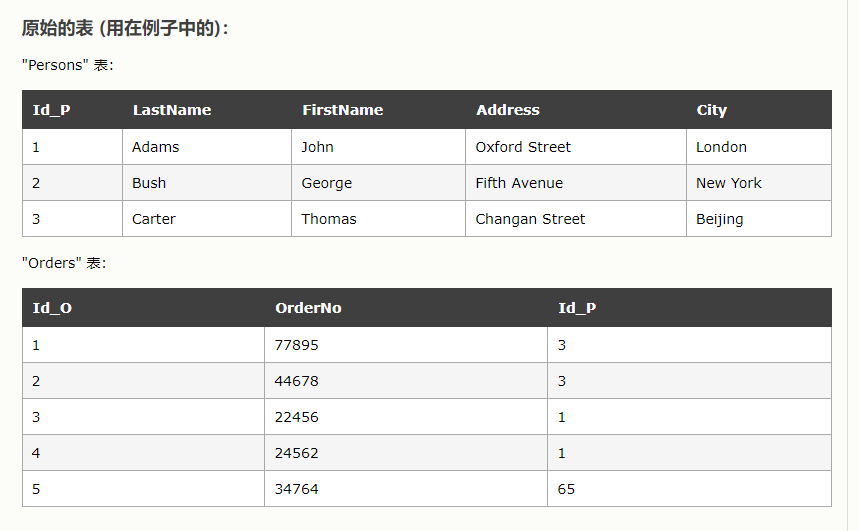 原始的表 (用在例子中的)：
"Persons" 表：
Id_P LastName FirstName Address City
1 Adams John Oxford Street London
2 Bush George Fifth Avenue New York
3 Carter Thomas Changan Street Beijing
"Orders" 表：
Id_O OrderNo Id_P
1 77895 3
2 44678 3
3 22456 1
4 24562 1
5 34764 65